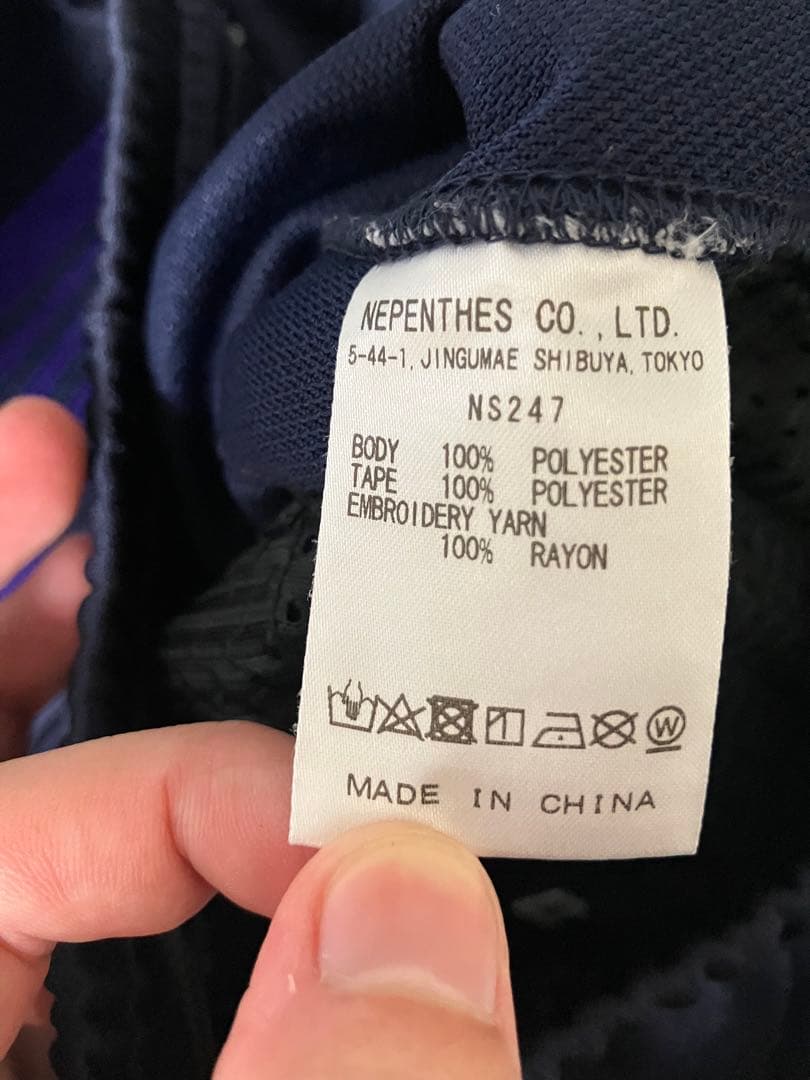 NEPENTHES CO.,LTD.
5-44-1, JINGUMAE SHIBUYA, TOKYO
NS247
BODY 100% POLYESTER
TAPE 100% POLYESTER
EMBROIDERY YARN
100% RAYON
W
MADE IN CHINA